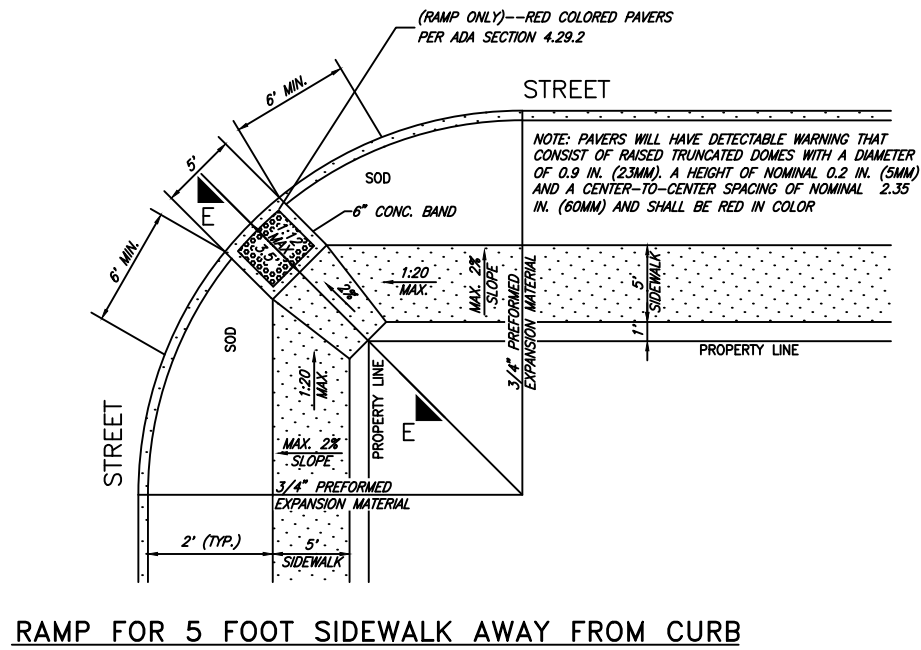 (RAMP ONLY)--RED COLORED PAVERS
PER ADA SECTION 4.29.2
6' MIN.
STREET
NOTE: PAVERS WILL HAVE DETECTABLE WARNING THAT
CONSIST OF RAISED TRUNCATED DOMES WITH A DIAMETER
OF 0.9 IN. (23MM). A HEIGHT OF NOMINAL 0.2 IN. (5MM)
AND A CENTER-TO-CENTER SPACING OF NOMINAL 2.35
IN. (60MM) AND SHALL BE RED IN COLOR
5'
SOD
E
6" CONC. BAND
1:12
MAX.
3.5'
6' MIN.
2%
1:20
MAX.
MAX. 2%
SLOPE
3/4" PREFORMED
EXPANSION MATERIAL
5'
SIDEWALK
1"
PROPERTY LINE
SOD
1:20
MAX.
PROPERTY LINE
E
STREET
MAX. 2%
SLOPE
3/4" PREFORMED
EXPANSION MATERIAL
2' (TYP.)
5'
SIDEWALK
RAMP FOR 5 FOOT SIDEWALK AWAY FROM CURB